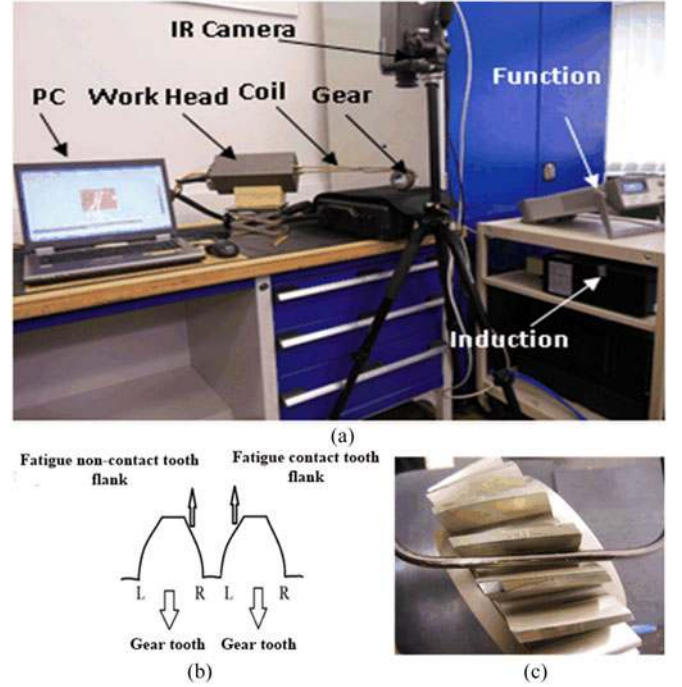 IR Camera
Function
PC Work Head Coil Gear
Induction
(a)
Fatigue non-contact tooth
flank
Fatigue contact tooth
flank
L R L R
Gear tooth Gear tooth
(b) (c)